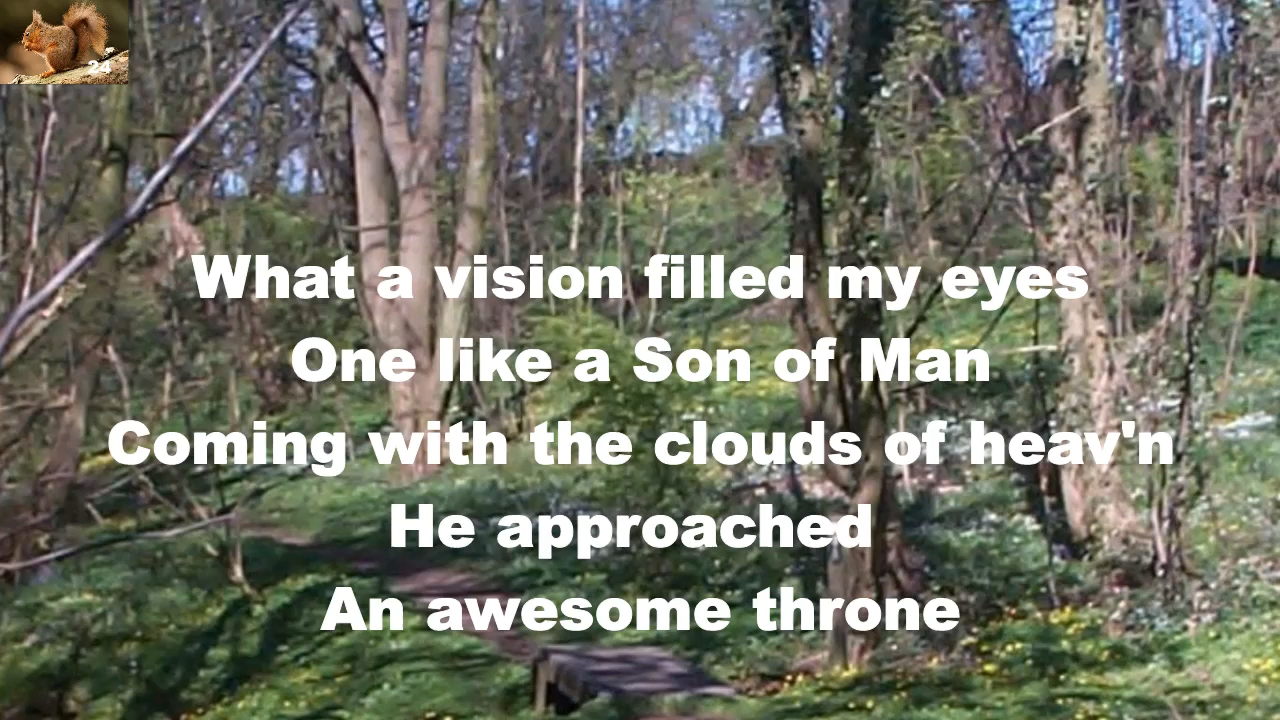 24
What a vision filled my eyes
One like a Son of Man
Coming with the clouds of heav'n
He approached
An awesome throne